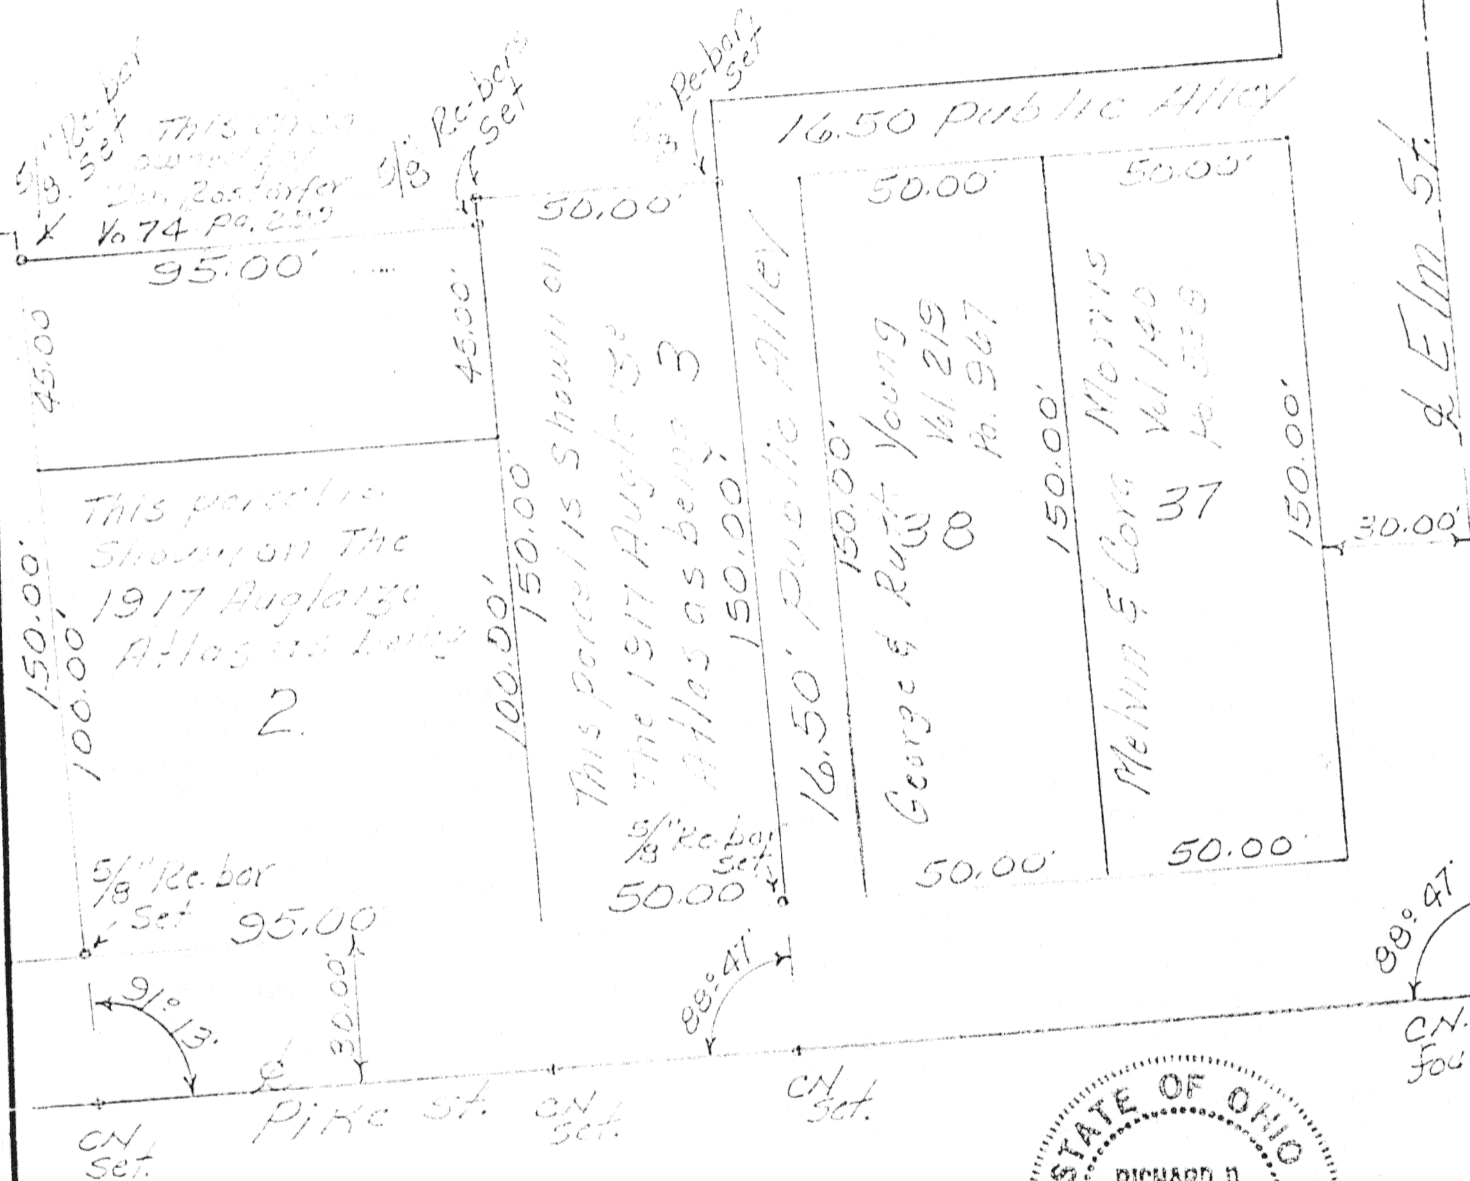 5/8" Re-bar
Set
This area
owned by
Vo. 74 Pg.
5/8 Re-bars
Set
5/8" Re-bar
Set
16.50 Public Alley
95.00'
50.00'
50.00'
50.00'
45.00
45.00'
150.00'
100.00'
This parcel is
Shown on The
1917 Auglaize
Atlas as being
2.
100.00'
150.00'
This parcel is shown on
The 1917 Auglaize
Atlas as being 3
150.00'
16.50' Public Alley
150.00'
George & Ruth Young
Vol. 219
Pg. 967
38
150.00'
Melvin & Cora Morris
Vol 140
37
150.00'
30.00'
℄ Elm St.
5/8" Re-bar
Set
95.00
5/8" Re-bar
Set
50.00
50.00'
50.00'
91° 13'
30.00'
88° 47'
88° 47'
℄
Pike St.
CN
Set.
CN
Set.
CN
Set.
CN.
Fou
STATE OF OHIO
RICHARD D